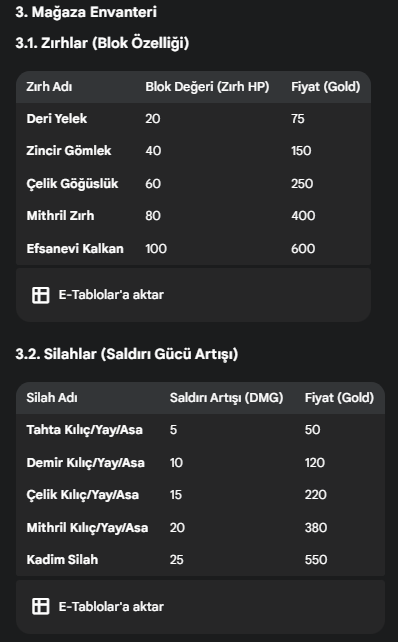 3. Mağaza Envanteri
3.1. Zırhlar (Blok Özelliği)
Zırh Adı Blok Değeri (Zırh HP) Fiyat (Gold)
Deri Yelek 20 75
Zincir Gömlek 40 150
Çelik Göğüslük 60 250
Mithril Zırh 80 400
Efsanevi Kalkan 100 600
E-Tablolar'a aktar
3.2. Silahlar (Saldırı Gücü Artışı)
Silah Adı Saldırı Artışı (DMG) Fiyat (Gold)
Tahta Kılıç/Yay/Asa 5 50
Demir Kılıç/Yay/Asa 10 120
Çelik Kılıç/Yay/Asa 15 220
Mithril Kılıç/Yay/Asa 20 380
Kadim Silah 25 550
E-Tablolar'a aktar